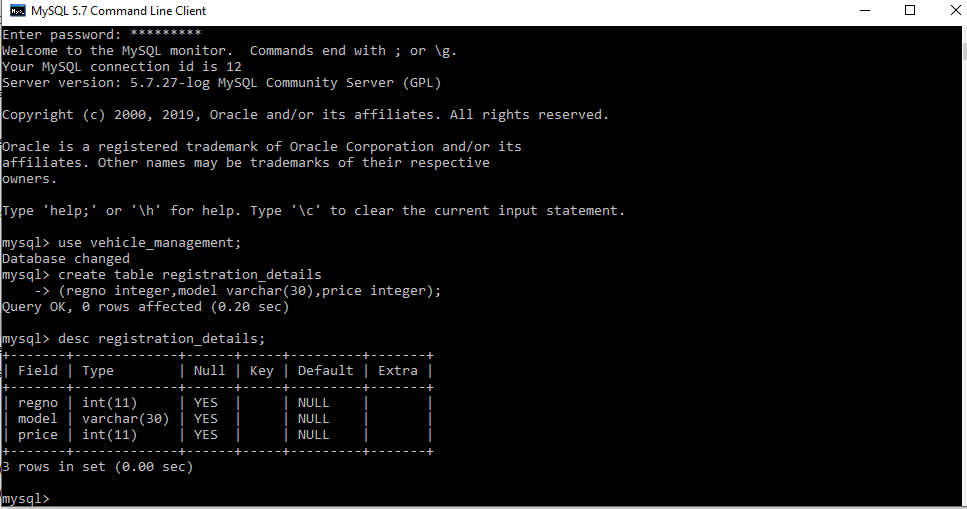 MySQL 5.7 Command Line Client
Enter password: *********
Welcome to the MySQL monitor.  Commands end with ; or \g.
Your MySQL connection id is 12
Server version: 5.7.27-log MySQL Community Server (GPL)

Copyright (c) 2000, 2019, Oracle and/or its affiliates. All rights reserved.

Oracle is a registered trademark of Oracle Corporation and/or its
affiliates. Other names may be trademarks of their respective
owners.

Type 'help;' or '\h' for help. Type '\c' to clear the current input statement.

mysql> use vehicle_management;
Database changed
mysql> create table registration_details
    -> (regno integer,model varchar(30),price integer);
Query OK, 0 rows affected (0.20 sec)

mysql> desc registration_details;
+-------+-------------+------+-----+---------+-------+
| Field | Type        | Null | Key | Default | Extra |
+-------+-------------+------+-----+---------+-------+
| regno | int(11)     | YES  |     | NULL    |       |
| model | varchar(30) | YES  |     | NULL    |       |
| price | int(11)     | YES  |     | NULL    |       |
+-------+-------------+------+-----+---------+-------+
3 rows in set (0.00 sec)

mysql>